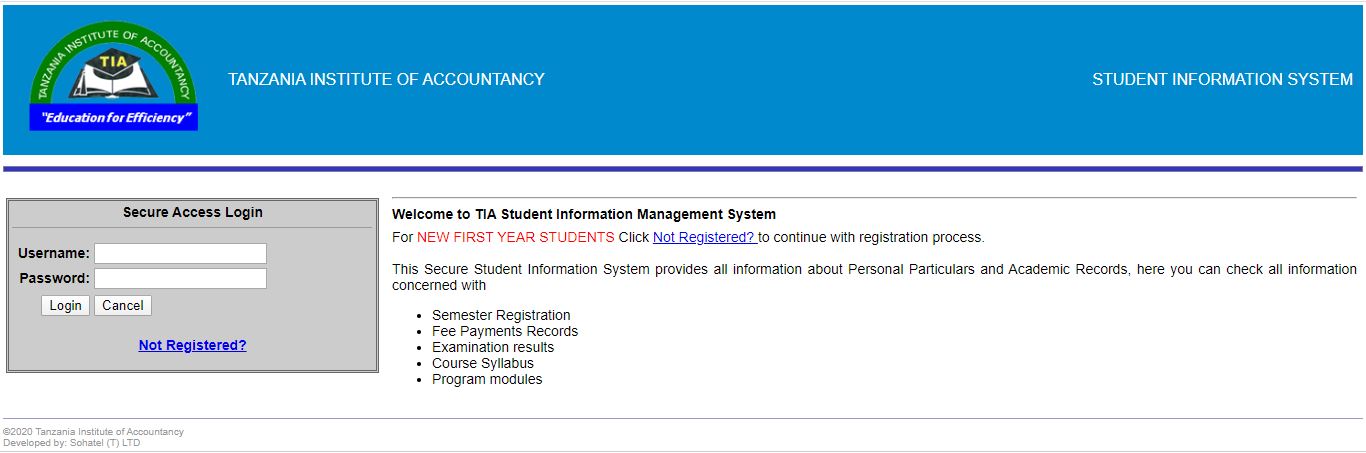 TANZANIA INSTITUTE OF ACCOUNTANCY
TIA
"Education for Efficiency"
TANZANIA INSTITUTE OF ACCOUNTANCY
STUDENT INFORMATION SYSTEM
Secure Access Login
Username:
Password:
Login Cancel
Not Registered?
Welcome to TIA Student Information Management System
For NEW FIRST YEAR STUDENTS Click Not Registered? to continue with registration process.
This Secure Student Information System provides all information about Personal Particulars and Academic Records, here you can check all information
concerned with
• Semester Registration
• Fee Payments Records
• Examination results
• Course Syllabus
• Program modules
©2020 Tanzania Institute of Accountancy
Developed by: Sohatel (T) LTD